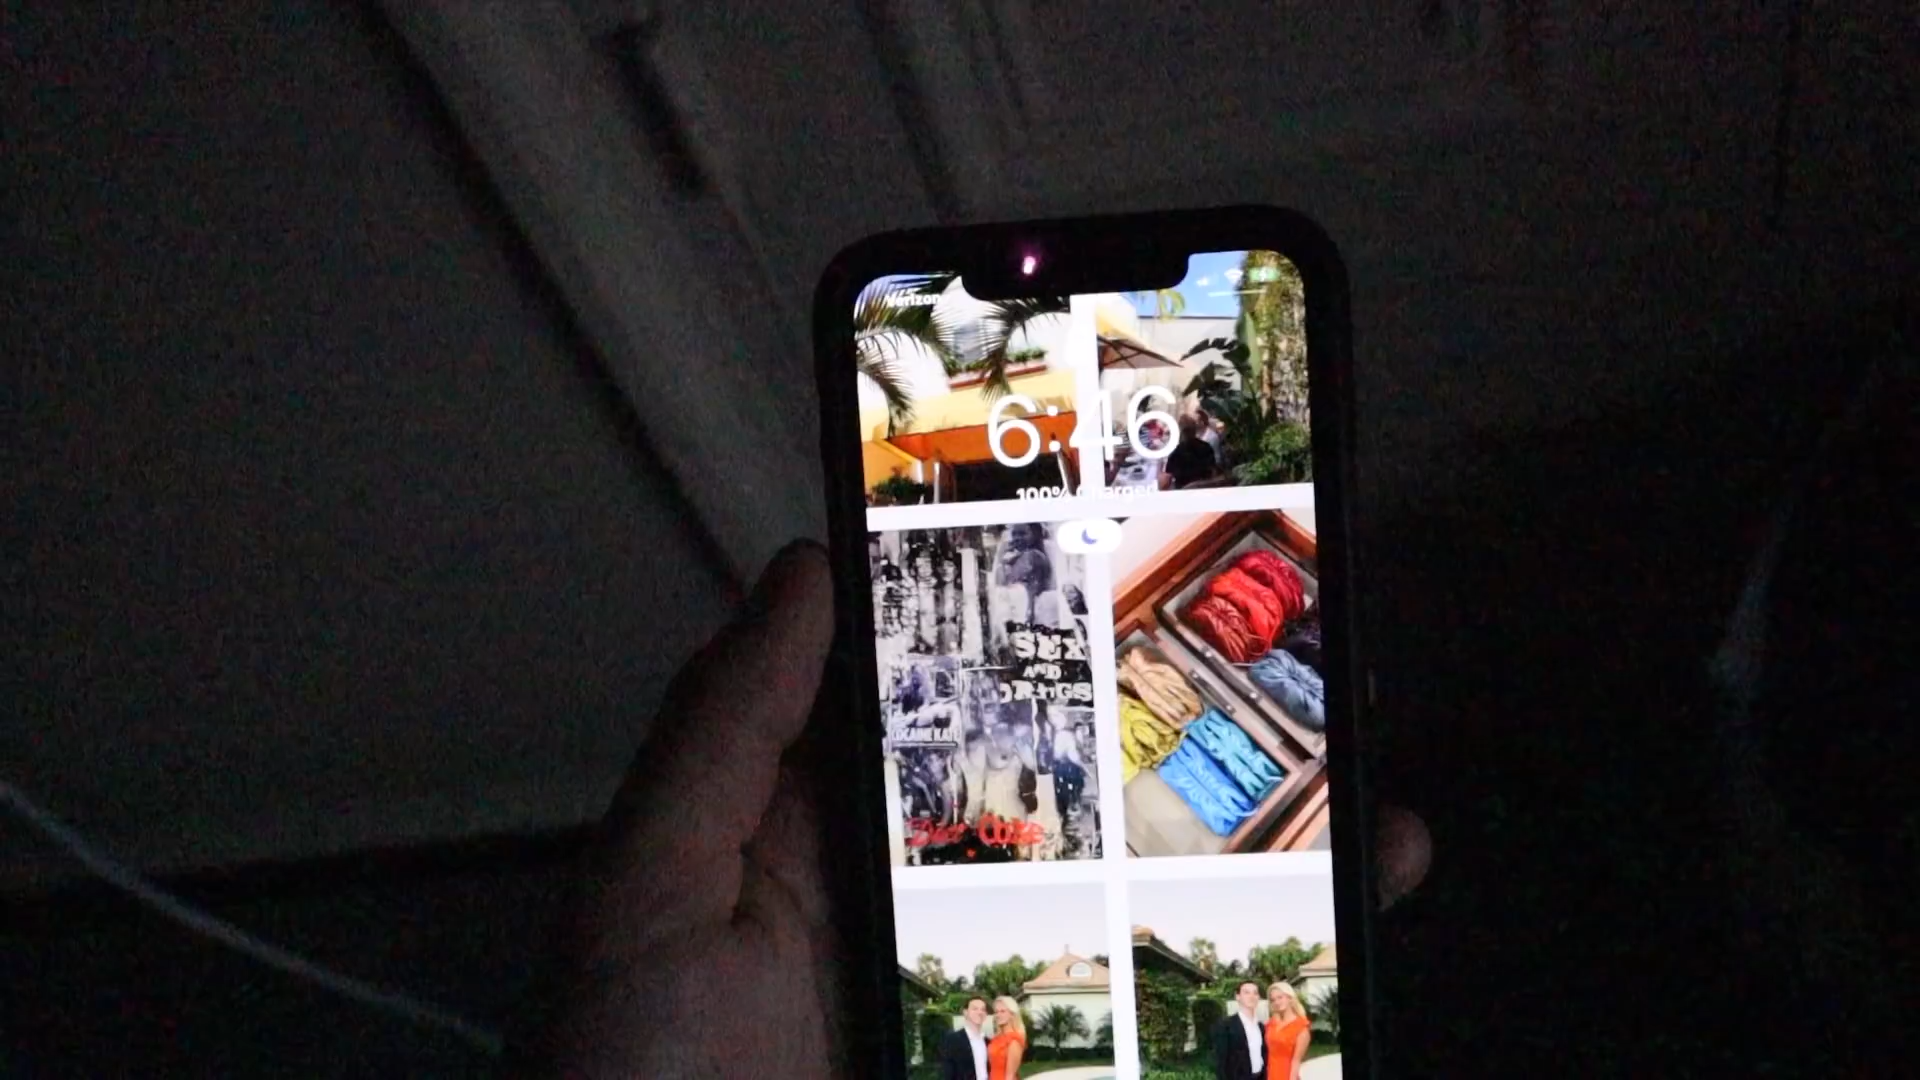 Verizon
6:46
100% Charged
SEX
AND
DRUGS
COCAINE KATE